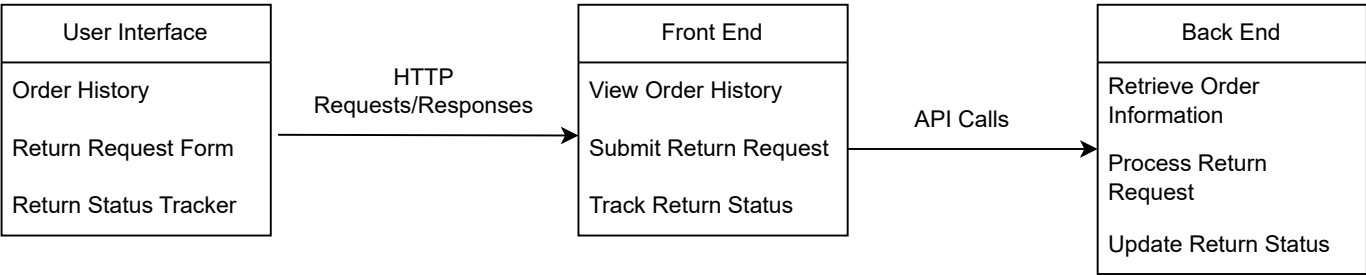 User Interface
Order History
Return Request Form
Return Status Tracker
HTTP
Requests/Responses
Front End
View Order History
Submit Return Request
Track Return Status
API Calls
Back End
Retrieve Order
Information
Process Return
Request
Update Return Status